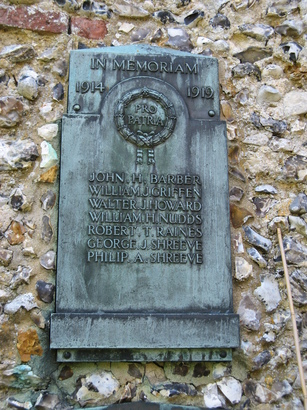 IN MEMORIAM
1914 1919
PRO
PATRIA
JOHN H BARBER
WILLIAM J. GRIFFEN
WALTER J. HOWARD
WILLIAM H. NUDDS
ROBERT. T. RAINES
GEORGE. J. SHREEVE
PHILIP. A. SHREEVE